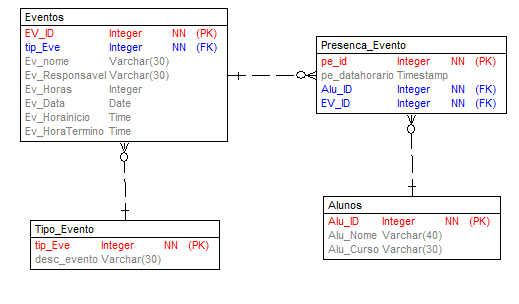 Eventos
EV_ID Integer NN (PK)
tip_Eve Integer NN (FK)
Ev_nome Varchar(30)
Ev_Responsavel Varchar(30)
Ev_Horas Integer
Ev_Data Date
Ev_Horainicio Time
Ev_HoraTermino Time
Presenca_Evento
pe_id Integer NN (PK)
pe_datahorario Timestamp
Alu_ID Integer NN (FK)
EV_ID Integer NN (FK)
Tipo_Evento
tip_Eve Integer NN (PK)
desc_evento Varchar(30)
Alunos
Alu_ID Integer NN (PK)
Alu_Nome Varchar(40)
Alu_Curso Varchar(30)